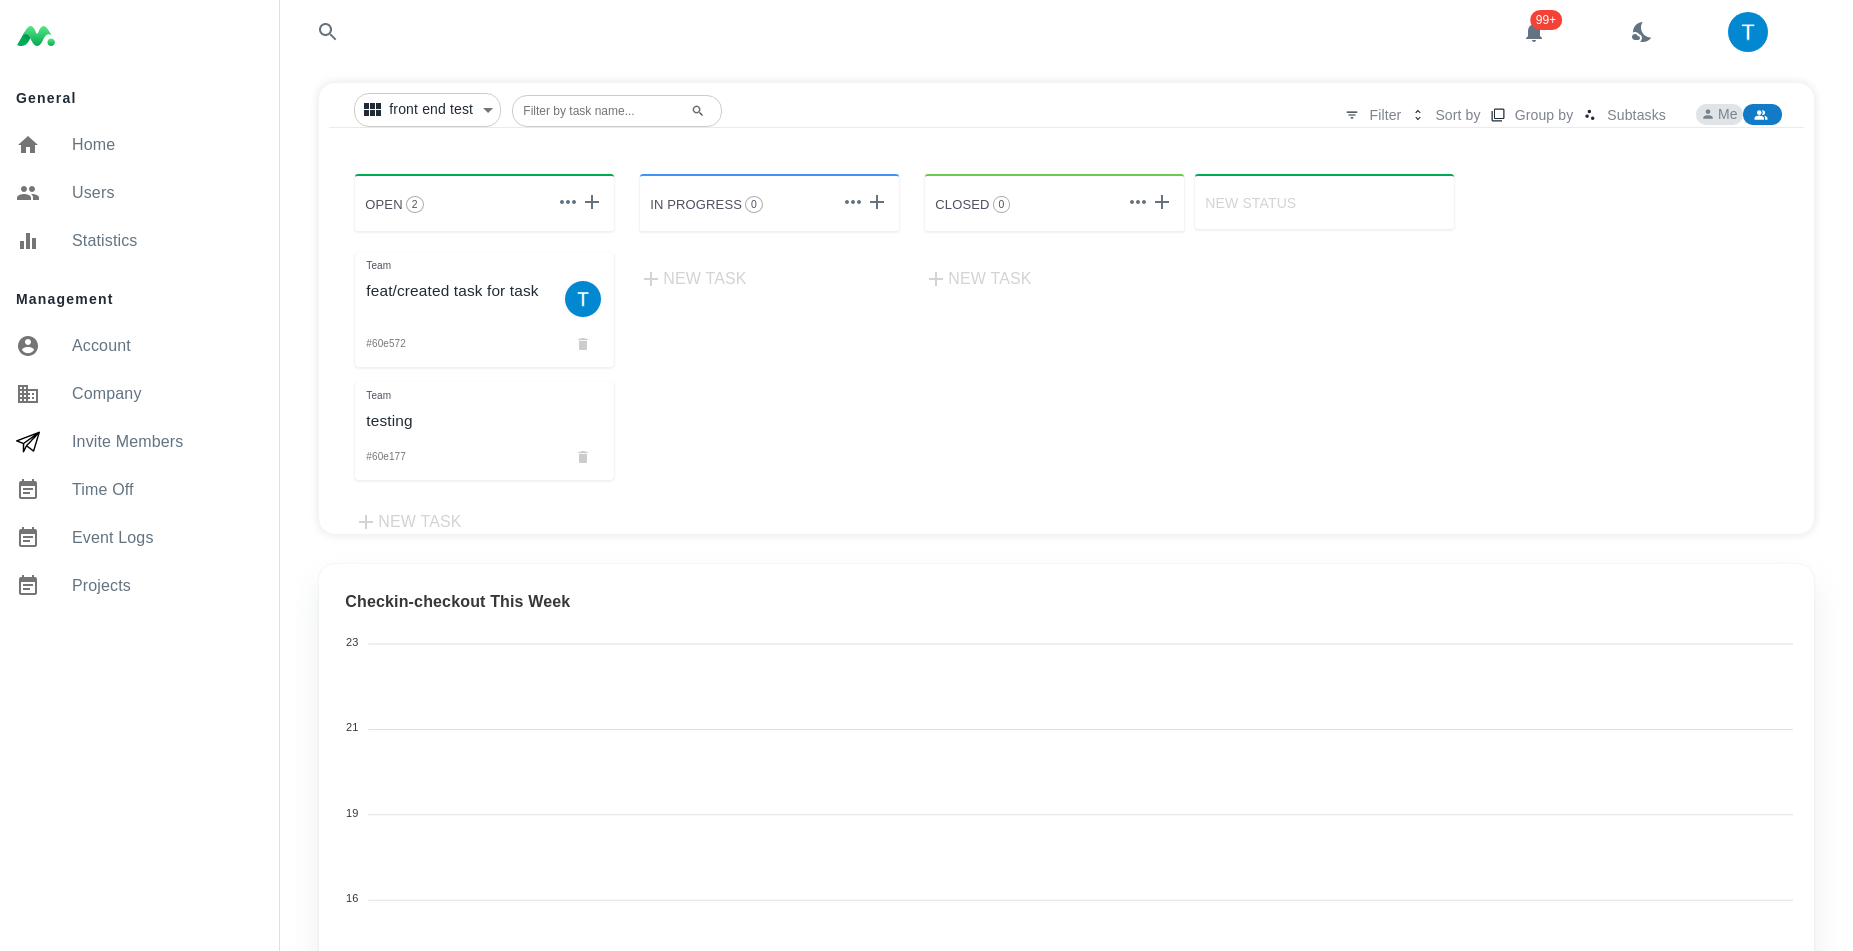 99+
T
General
Home
Users
Statistics
Management
Account
Company
Invite Members
Time Off
Event Logs
Projects
front end test
Filter by task name...
Filter
Sort by
Group by
Subtasks
Me
OPEN 2
IN PROGRESS 0
CLOSED 0
NEW STATUS
Team
feat/created task for task
T
#60e572
Team
testing
#60e177
NEW TASK
NEW TASK
NEW TASK
Checkin-checkout This Week
23
21
19
16